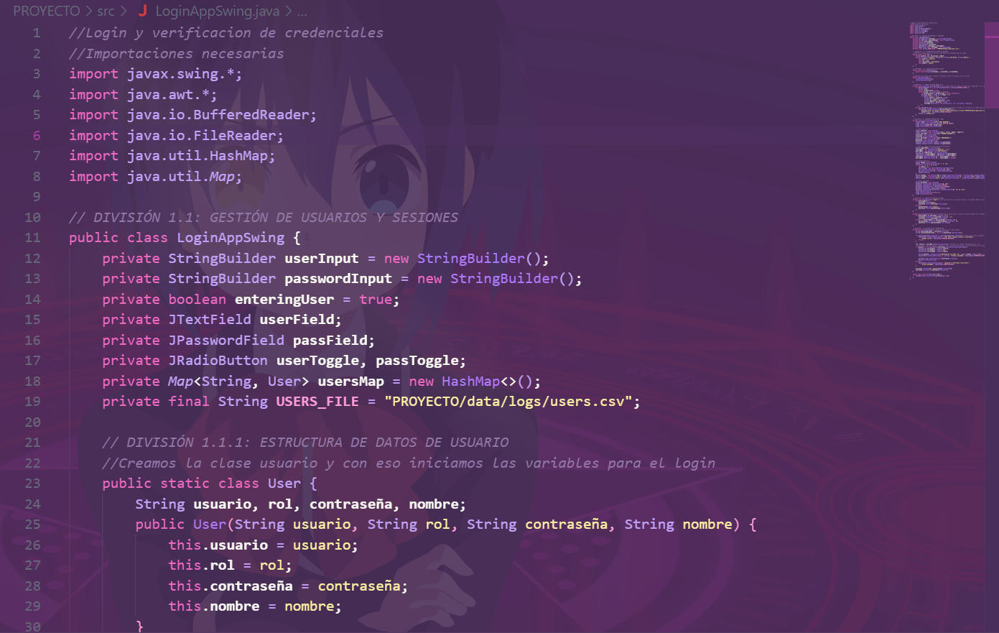 PROYECTO > src > J LoginAppSwing.java > ...
1 //Login y verificacion de credenciales
2 //Importaciones necesarias
3 import javax.swing.*;
4 import java.awt.*;
5 import java.io.BufferedReader;
6 import java.io.FileReader;
7 import java.util.HashMap;
8 import java.util.Map;
9
10 // DIVISIÓN 1.1: GESTIÓN DE USUARIOS Y SESIONES
11 public class LoginAppSwing {
12     private StringBuilder userInput = new StringBuilder();
13     private StringBuilder passwordInput = new StringBuilder();
14     private boolean enteringUser = true;
15     private JTextField userField;
16     private JPasswordField passField;
17     private JRadioButton userToggle, passToggle;
18     private Map<String, User> usersMap = new HashMap<>();
19     private final String USERS_FILE = "PROYECTO/data/logs/users.csv";
20
21     // DIVISIÓN 1.1.1: ESTRUCTURA DE DATOS DE USUARIO
22     //Creamos la clase usuario y con eso iniciamos las variables para el login
23     public static class User {
24         String usuario, rol, contraseña, nombre;
25         public User(String usuario, String rol, String contraseña, String nombre) {
26             this.usuario = usuario;
27             this.rol = rol;
28             this.contraseña = contraseña;
29             this.nombre = nombre;
30         }